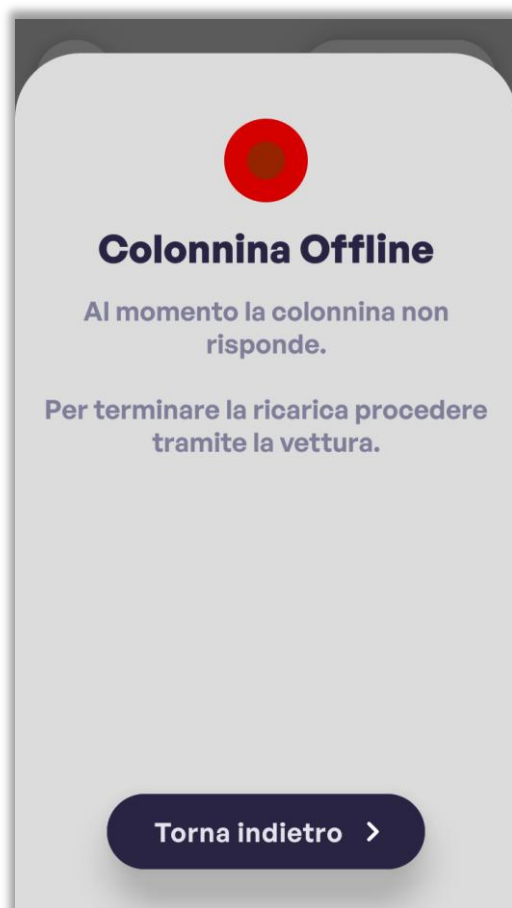 Colonnina Offline
Al momento la colonnina non
risponde.
Per terminare la ricarica procedere
tramite la vettura.
Torna indietro